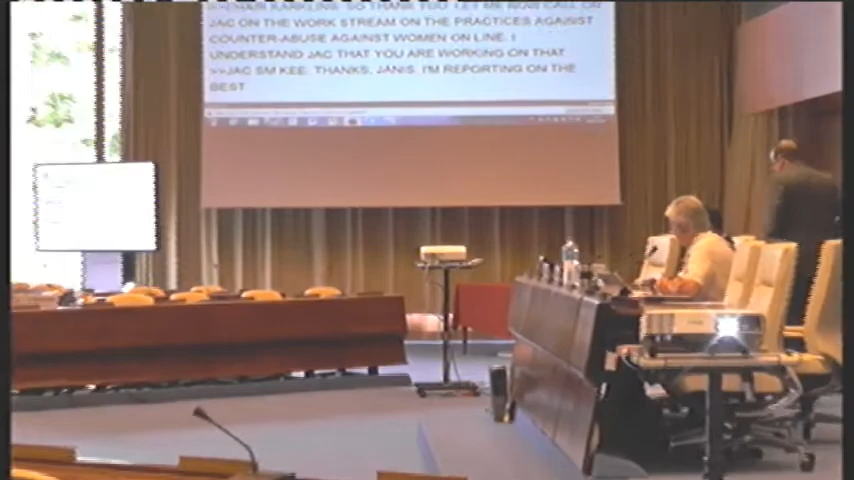 >>CHAIR MARKLUND: SO THANK YOU. LET ME NOW CALL ON
JAC ON THE WORK STREAM ON THE PRACTICES AGAINST
COUNTER-ABUSE AGAINST WOMEN ON LINE. I
UNDERSTAND JAC THAT YOU ARE WORKING ON THAT
>>JAC SM KEE: THANKS, JANIS. I'M REPORTING ON THE
BEST